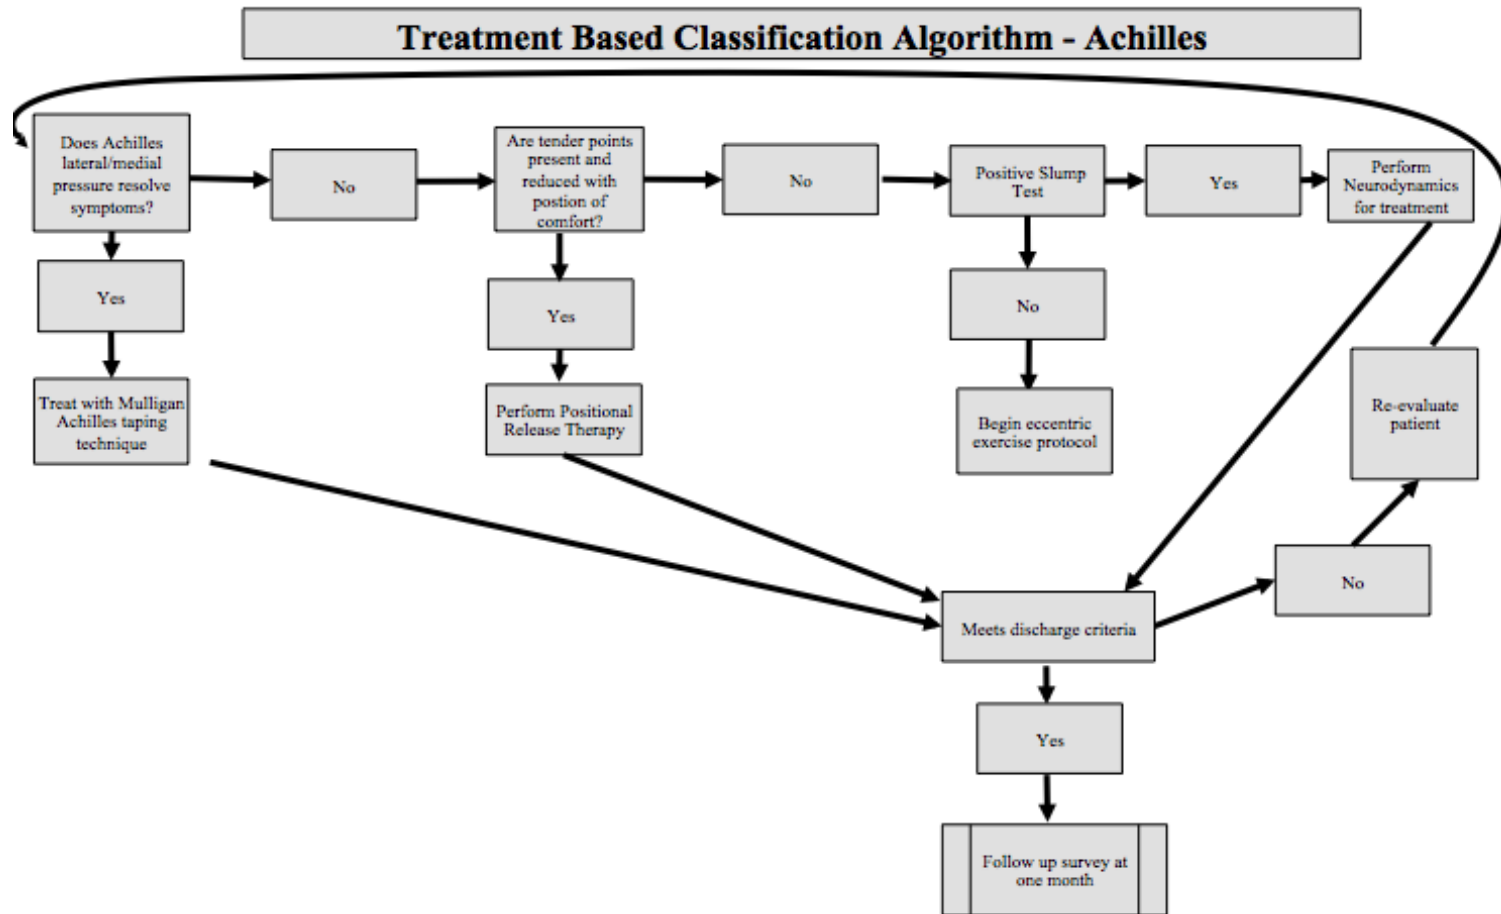 Treatment Based Classification Algorithm - Achilles
Does Achilles
lateral/medial
pressure resolve
symptoms?
No
Are tender points
present and
reduced with
postion of
comfort?
No
Positive Slump
Test
Yes
Perform
Neurodynamics
for treatment
Yes
Yes
No
Treat with Mulligan
Achilles taping
technique
Perform Positional
Release Therapy
Begin eccentric
exercise protocol
Re-evaluate
patient
No
Meets discharge criteria
Yes
Follow up survey at
one month